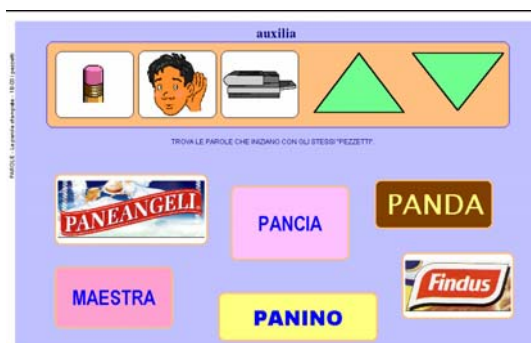 auxilia
TROVA LE PAROLE CHE INIZIANO CON GLI STESSI "PEZZETTI".
PANEANGELI
PANCIA
PANDA
MAESTRA
PANINO
Findus